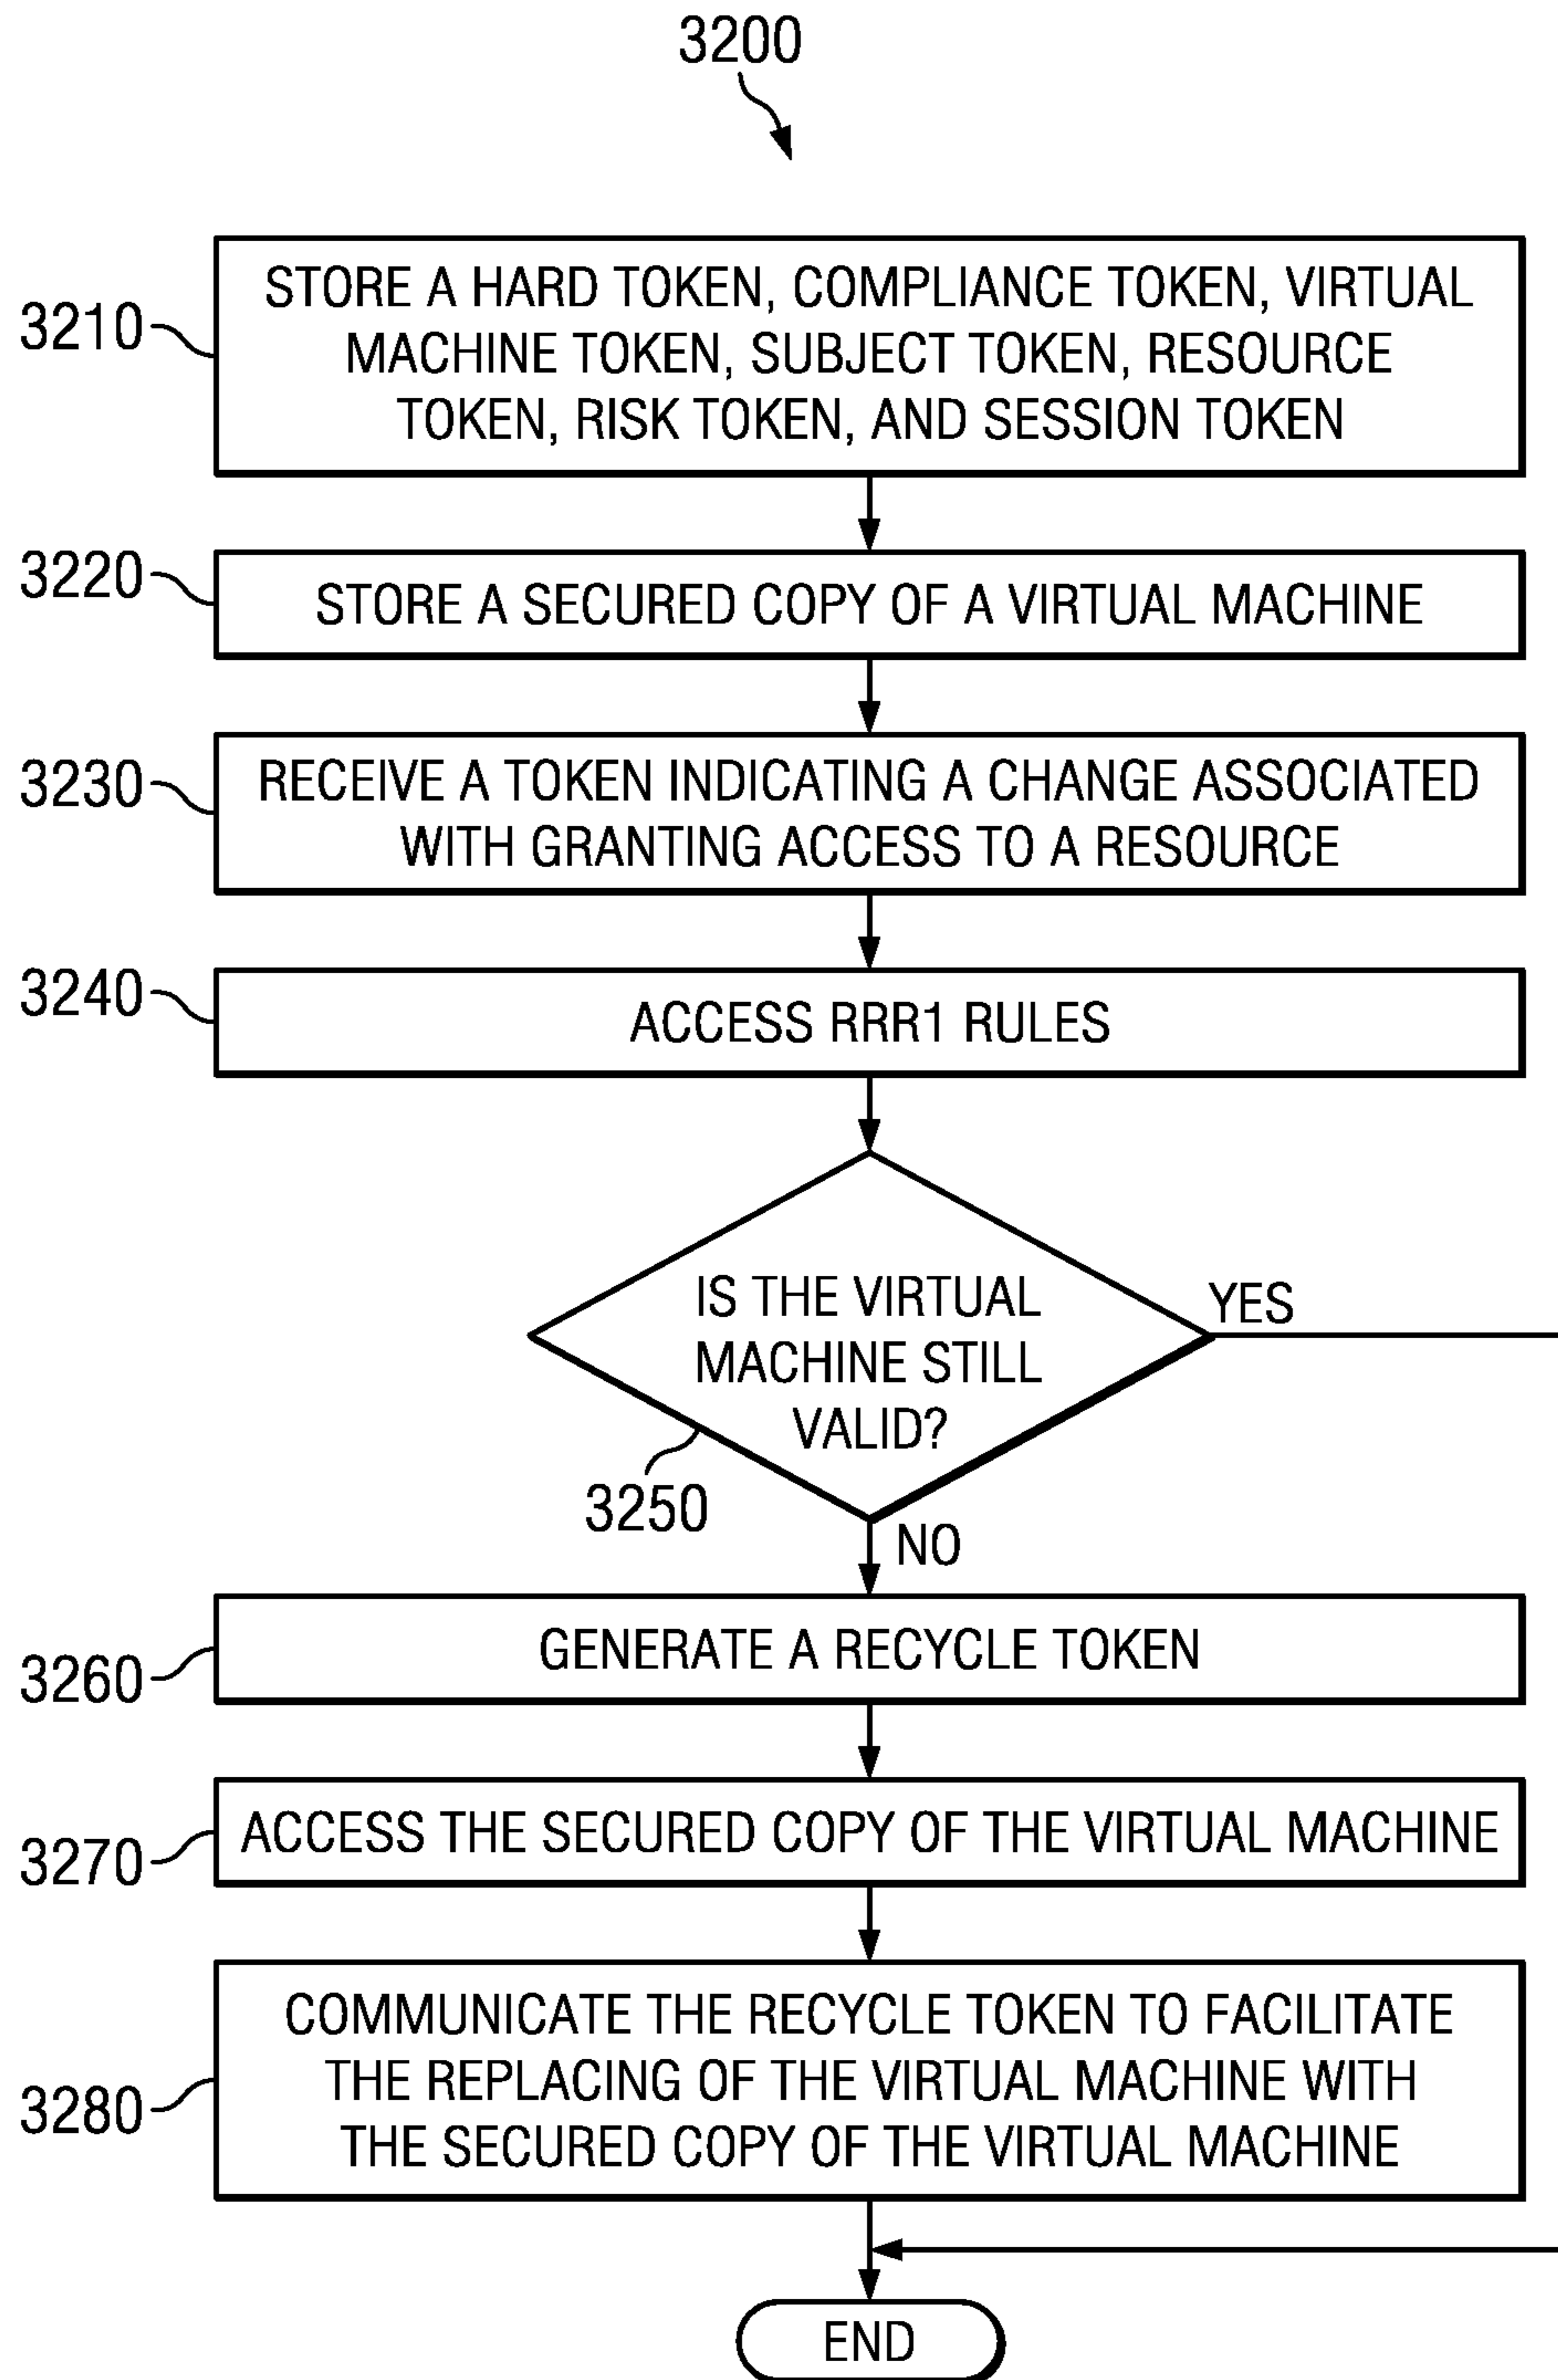 3200
3210
STORE A HARD TOKEN, COMPLIANCE TOKEN, VIRTUAL
MACHINE TOKEN, SUBJECT TOKEN, RESOURCE
TOKEN, RISK TOKEN, AND SESSION TOKEN
3220
STORE A SECURED COPY OF A VIRTUAL MACHINE
3230
RECEIVE A TOKEN INDICATING A CHANGE ASSOCIATED
WITH GRANTING ACCESS TO A RESOURCE
3240
ACCESS RRR1 RULES
IS THE VIRTUAL
MACHINE STILL
VALID?
YES
3250
NO
3260
GENERATE A RECYCLE TOKEN
3270
ACCESS THE SECURED COPY OF THE VIRTUAL MACHINE
3280
COMMUNICATE THE RECYCLE TOKEN TO FACILITATE
THE REPLACING OF THE VIRTUAL MACHINE WITH
THE SECURED COPY OF THE VIRTUAL MACHINE
END